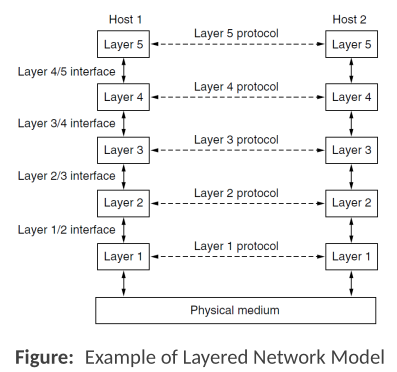 Host 1 Host 2
Layer 5 protocol
Layer 5 Layer 5
Layer 4/5 interface
Layer 4 protocol
Layer 4 Layer 4
Layer 3/4 interface
Layer 3 protocol
Layer 3 Layer 3
Layer 2/3 interface
Layer 2 protocol
Layer 2 Layer 2
Layer 1/2 interface
Layer 1 protocol
Layer 1 Layer 1
Physical medium
Figure: Example of Layered Network Model